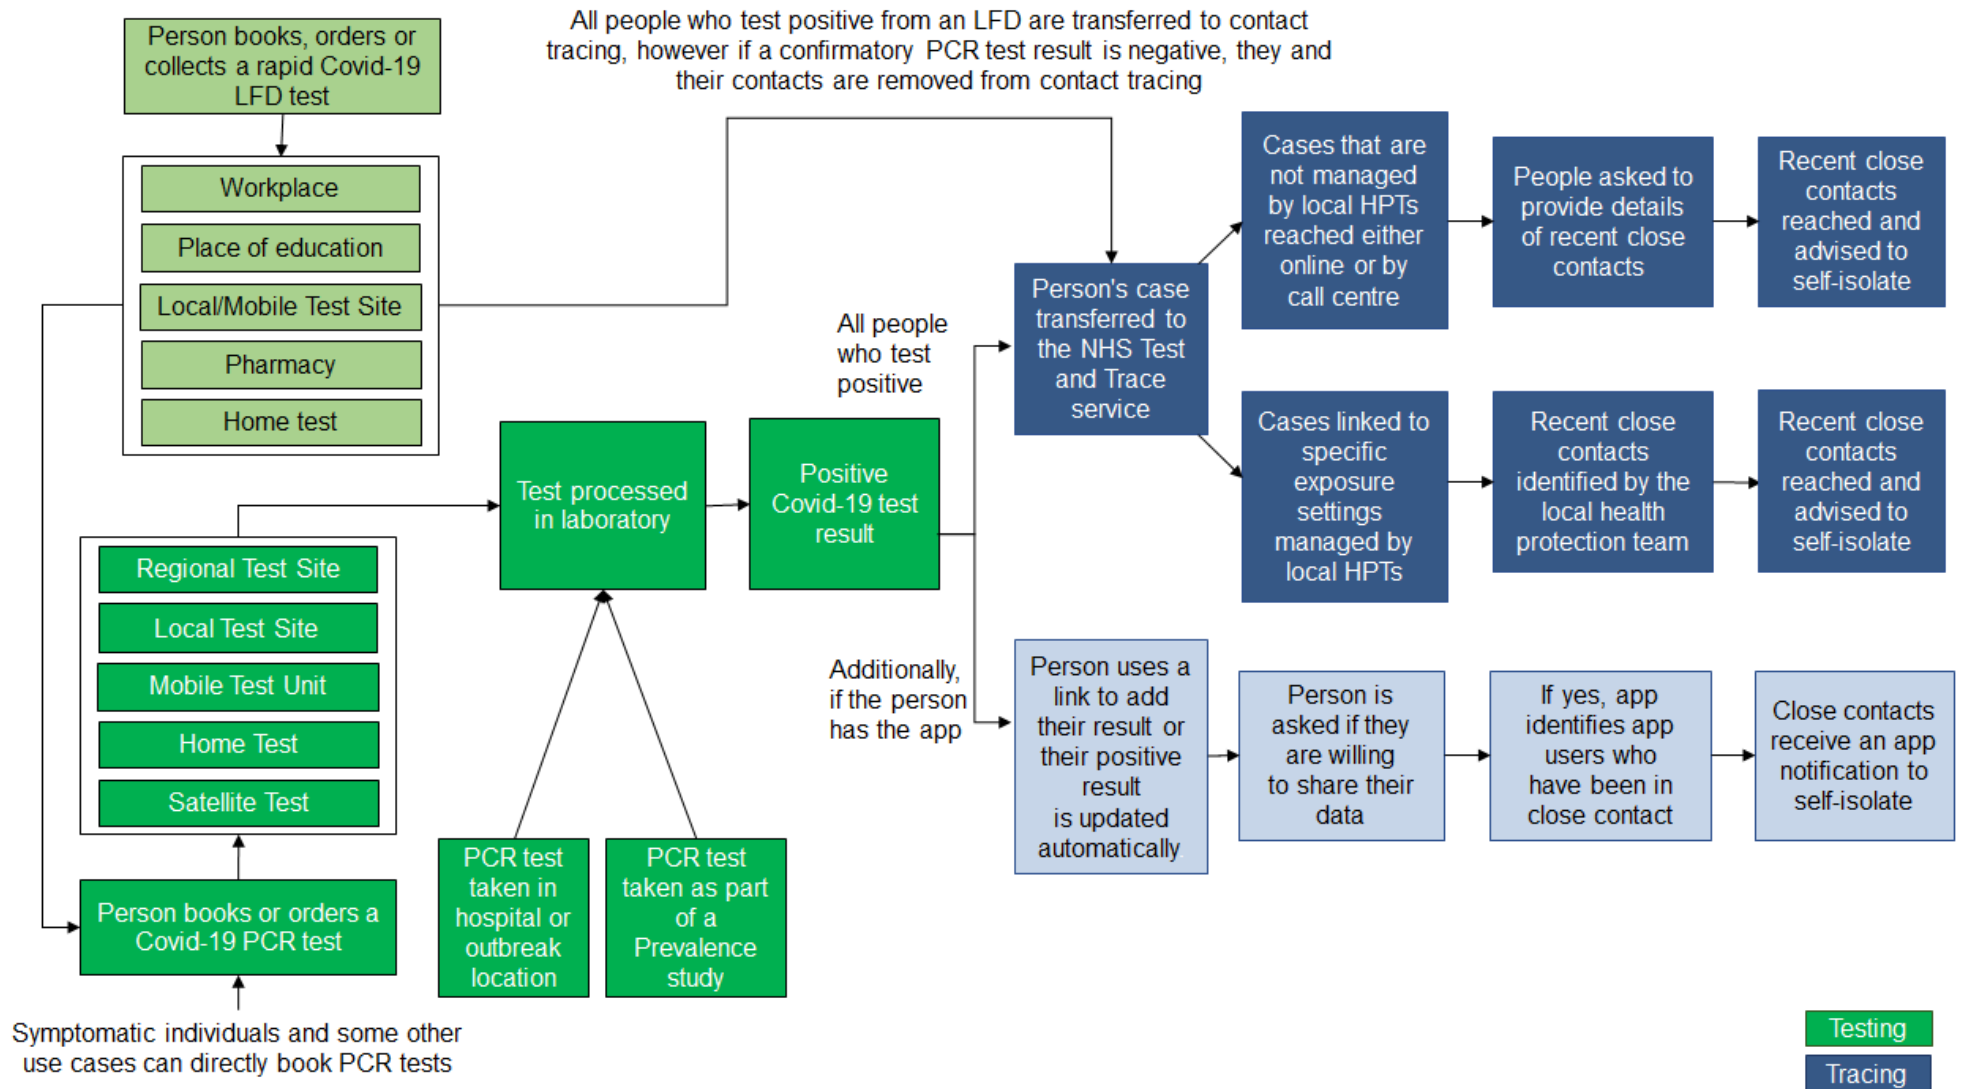 Person books, orders or
collects a rapid Covid-19
LFD test
All people who test positive from an LFD are transferred to contact
tracing, however if a confirmatory PCR test result is negative, they and
their contacts are removed from contact tracing
Workplace
Place of education
Local/Mobile Test Site
Pharmacy
Home test
Regional Test Site
Local Test Site
Mobile Test Unit
Home Test
Satellite Test
Person books or orders a
Covid-19 PCR test
Symptomatic individuals and some other
use cases can directly book PCR tests
Test processed
in laboratory
PCR test
taken in
hospital or
outbreak
location
PCR test
taken as part
of a
Prevalence
study
Positive
Covid-19 test
result
All people
who test
positive
Additionally,
if the person
has the app
Person's case
transferred to
the NHS Test
and Trace
service
Cases that are
not managed
by local HPTs
reached either
online or by
call centre
People asked to
provide details
of recent close
contacts
Recent close
contacts
reached and
advised to
self-isolate
Cases linked to
specific
exposure
settings
managed by
local HPTs
Recent close
contacts
identified by the
local health
protection team
Recent close
contacts
reached and
advised to
self-isolate
Person uses a
link to add
their result or
their positive
result
is updated
automatically.
Person is
asked if they
are willing
to share their
data
If yes, app
identifies app
users who
have been in
close contact
Close contacts
receive an app
notification to
self-isolate
Testing
Tracing